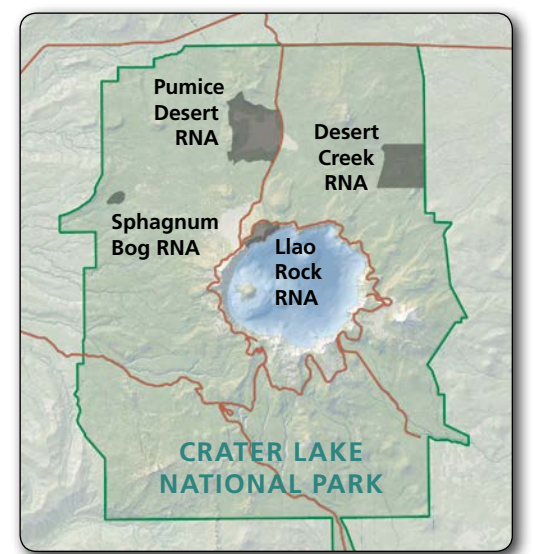 Pumice
Desert
RNA
Desert
Creek
RNA
Sphagnum
Bog RNA
Llao
Rock
RNA
CRATER LAKE
NATIONAL PARK